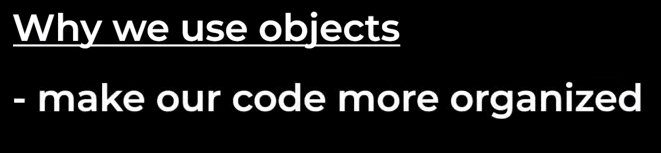 Why we use objects
- make our code more organized